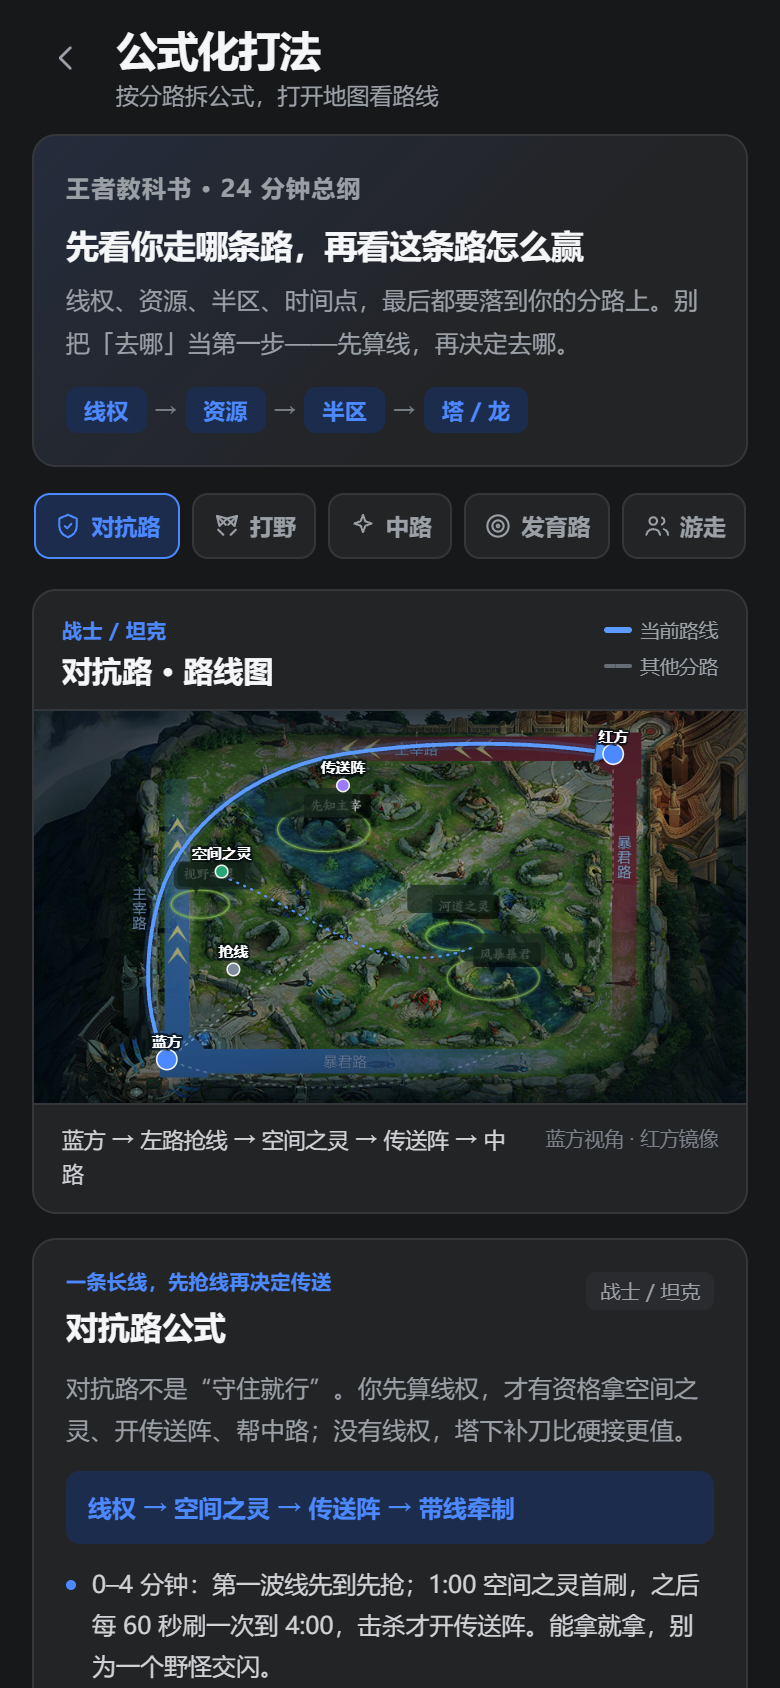 公式化打法
按分路拆公式，打开地图看路线
王者教科书 • 24 分钟总纲
先看你走哪条路，再看这条路怎么赢
线权、资源、半区、时间点，最后都要落到你的分路上。别
把「去哪」当第一步——先算线，再决定去哪。
线权 → 资源 → 半区 → 塔 / 龙
对抗路 打野 中路 发育路 游走
战士 / 坦克
对抗路 • 路线图
当前路线
其他分路
红方
主宰路
传送阵
先知主宰
空间之灵
视野
暴君路
主宰路
河道之灵
抢线
风暴暴君
蓝方
暴君路
蓝方 → 左路抢线 → 空间之灵 → 传送阵 → 中
路
蓝方视角 · 红方镜像
一条长线，先抢线再决定传送
战士 / 坦克
对抗路公式
对抗路不是“守住就行”。你先算线权，才有资格拿空间之
灵、开传送阵、帮中路；没有线权，塔下补刀比硬接更值。
线权 → 空间之灵 → 传送阵 → 带线牵制
• 0–4 分钟：第一波线先到先抢；1:00 空间之灵首刷，之后
每 60 秒刷一次到 4:00，击杀才开传送阵。能拿就拿，别
为一个野怪交闪。